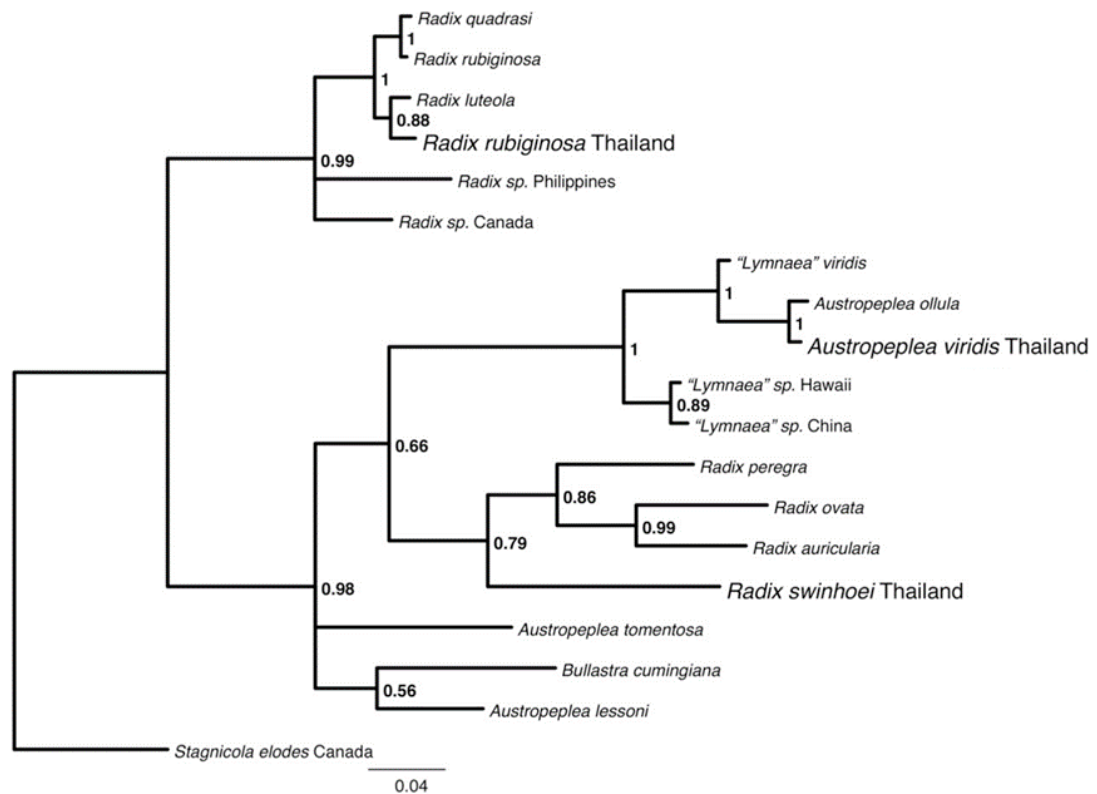 Radix quadrasi
1
Radix rubiginosa
1
Radix luteola
0.88
Radix rubiginosa Thailand
0.99
Radix sp. Philippines
Radix sp. Canada
“Lymnaea” viridis
1
Austropeplea ollula
1
Austropeplea viridis Thailand
1
“Lymnaea” sp. Hawaii
0.89
“Lymnaea” sp. China
0.66
Radix peregra
0.86
Radix ovata
0.99
Radix auricularia
0.79
Radix swinhoei Thailand
0.98
Austropeplea tomentosa
Bullastra cumingiana
0.56
Austropeplea lessoni
Stagnicola elodes Canada
0.04